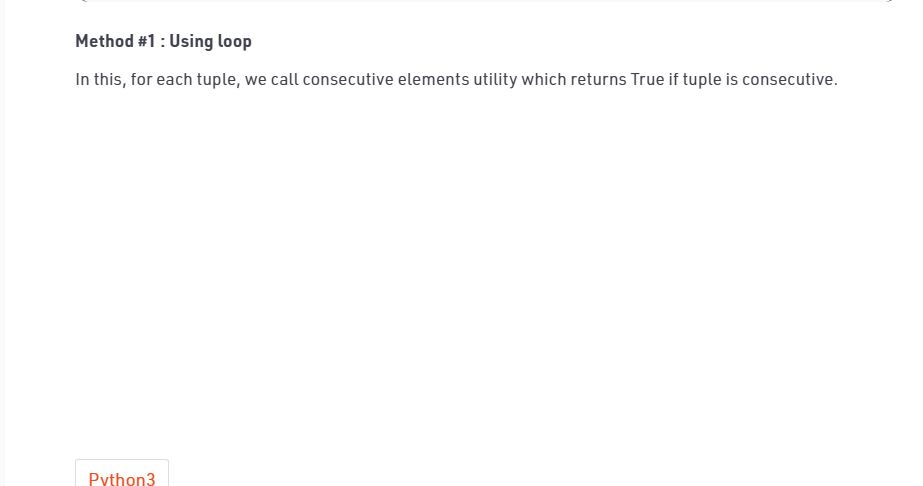 Method #1 : Using loop
In this, for each tuple, we call consecutive elements utility which returns True if tuple is consecutive.
Python3